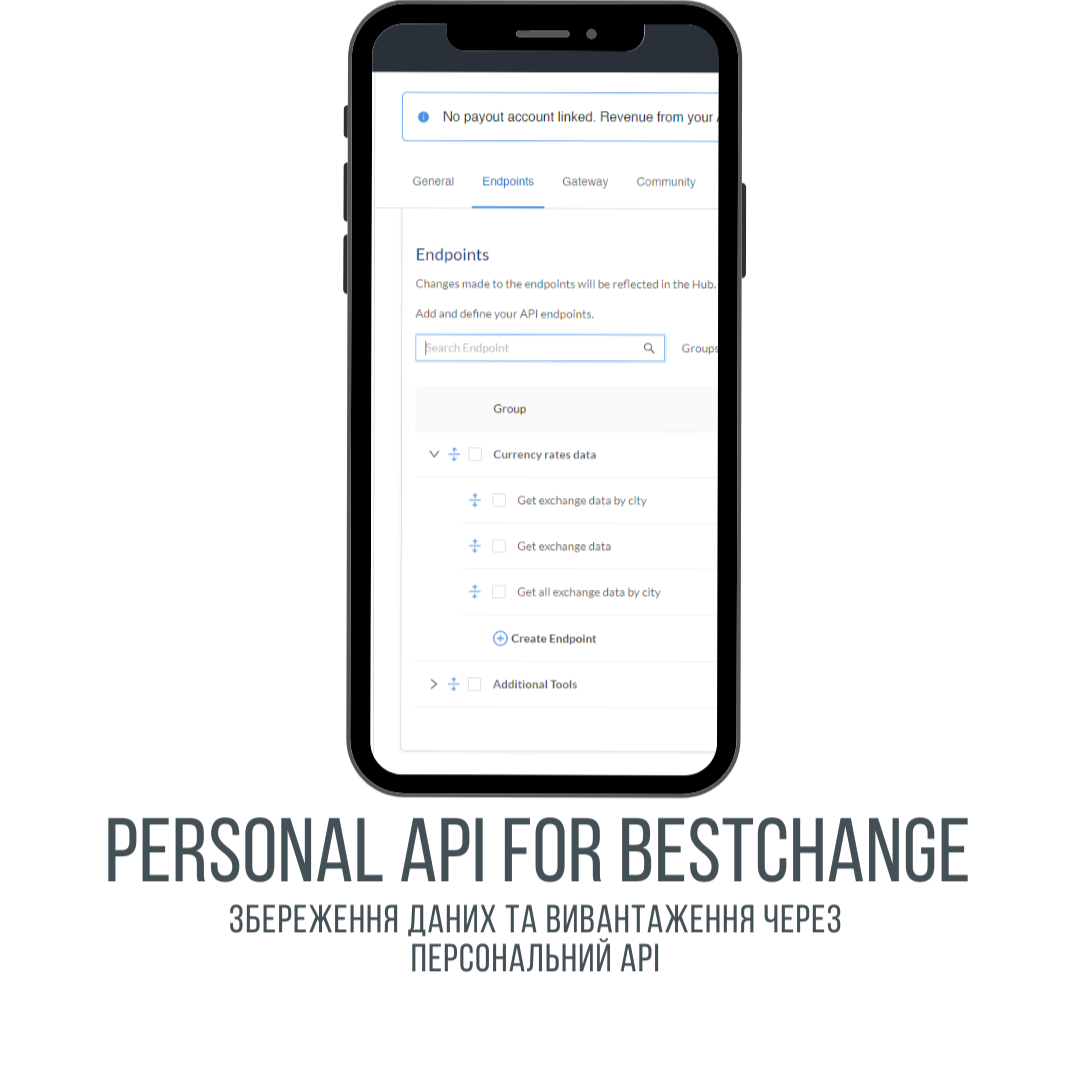 No payout account linked. Revenue from your
General Endpoints Gateway Community
Endpoints
Changes made to the endpoints will be reflected in the Hub.
Add and define your API endpoints.
Search Endpoint Groups
Group
Currency rates data
Get exchange data by city
Get exchange data
Get all exchange data by city
Create Endpoint
Additional Tools
PERSONAL API FOR BESTCHANGE
ЗБЕРЕЖЕННЯ ДАНИХ ТА ВИВАНТАЖЕННЯ ЧЕРЕЗ
ПЕРСОНАЛЬНИЙ API